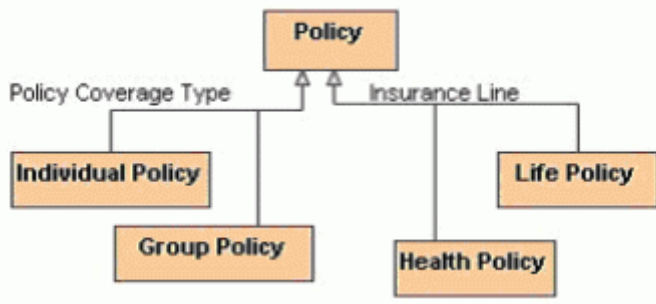 Policy
Policy Coverage Type
Insurance Line
Individual Policy
Life Policy
Group Policy
Health Policy